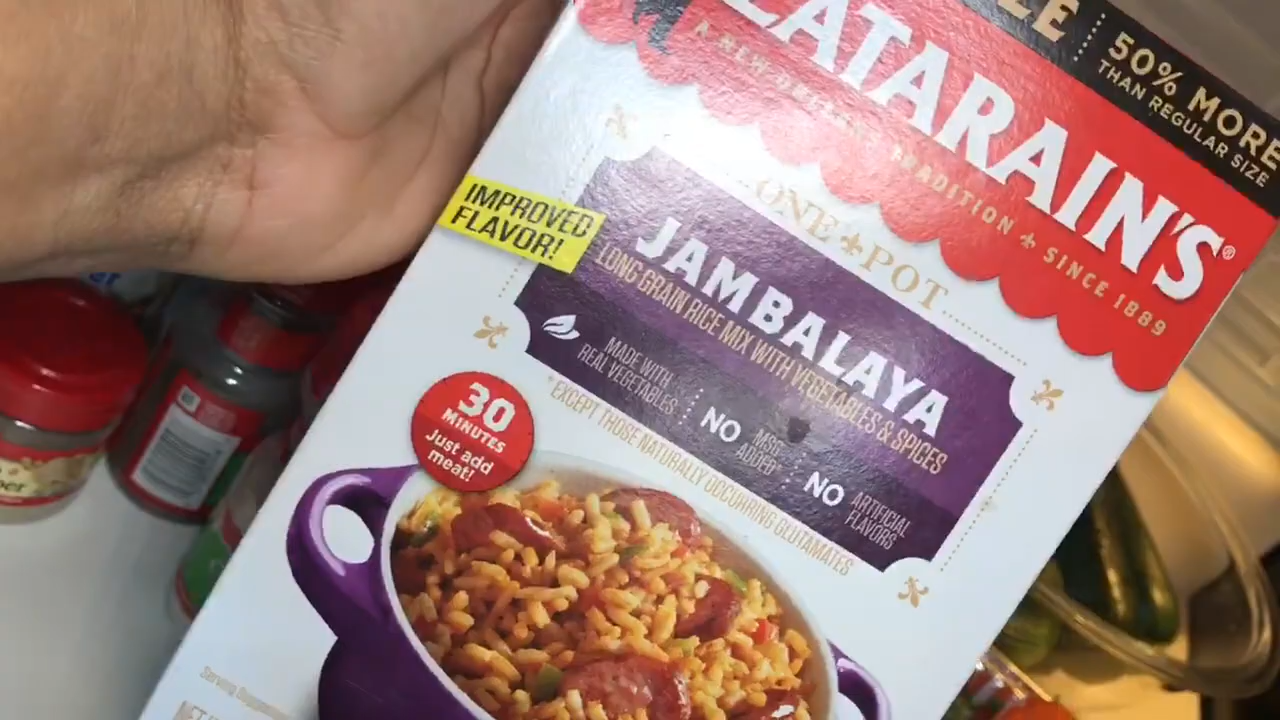 50% MORE
THAN REGULAR SIZE
ZATARAIN'S®
A NEW ORLEANS TRADITION SINCE 1889
ONE POT
IMPROVED
FLAVOR!
JAMBALAYA
LONG GRAIN RICE MIX WITH VEGETABLES & SPICES
MADE WITH
REAL VEGETABLES
NO
MSG
ADDED*
NO
ARTIFICIAL
FLAVORS
*EXCEPT THOSE NATURALLY OCCURRING GLUTAMATES
30
MINUTES
Just add
meat!
Serving